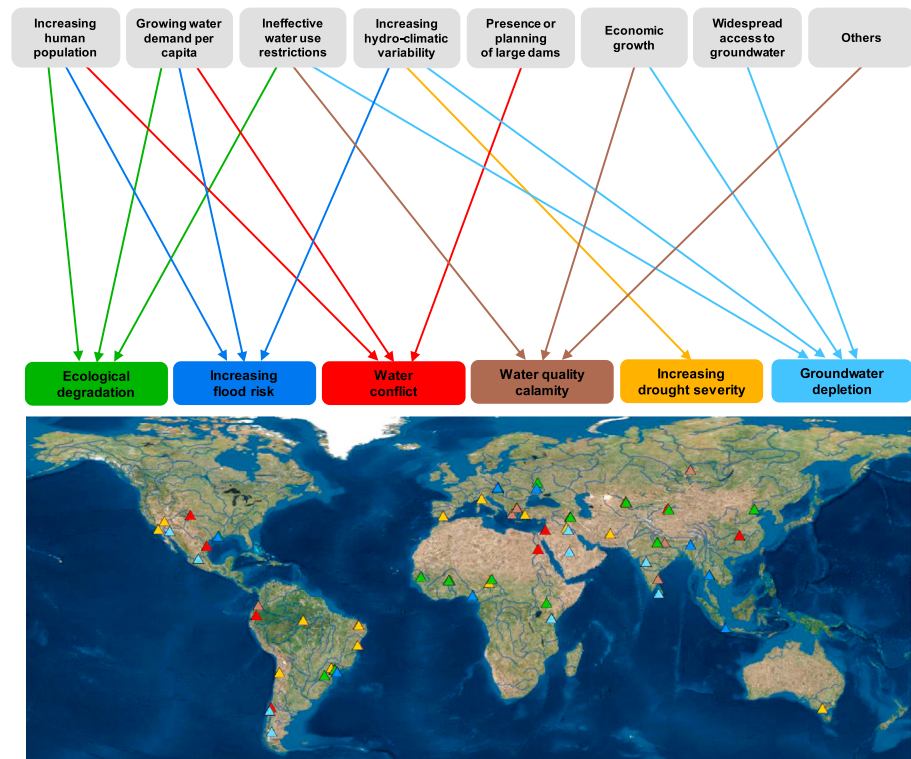 Increasing
human
population
Growing water
demand per
capita
Ineffective
water use
restrictions
Increasing
hydro-climatic
variability
Presence or
planning
of large dams
Economic
growth
Widespread
access to
groundwater
Others
Ecological
degradation
Increasing
flood risk
Water
conflict
Water quality
calamity
Increasing
drought severity
Groundwater
depletion